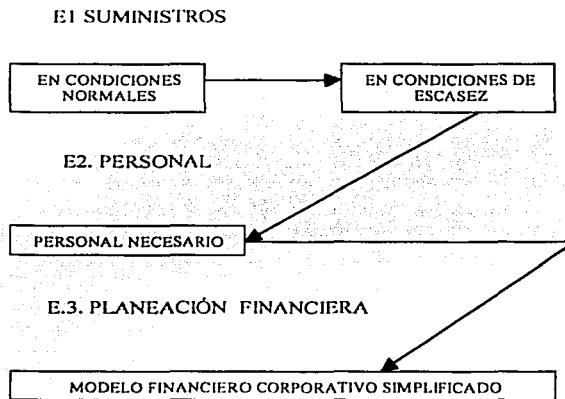 E1 SUMINISTROS
EN CONDICIONES
NORMALES
EN CONDICIONES DE
ESCASEZ
E2. PERSONAL
PERSONAL NECESARIO
E.3. PLANEACIÓN FINANCIERA
MODELO FINANCIERO CORPORATIVO SIMPLIFICADO